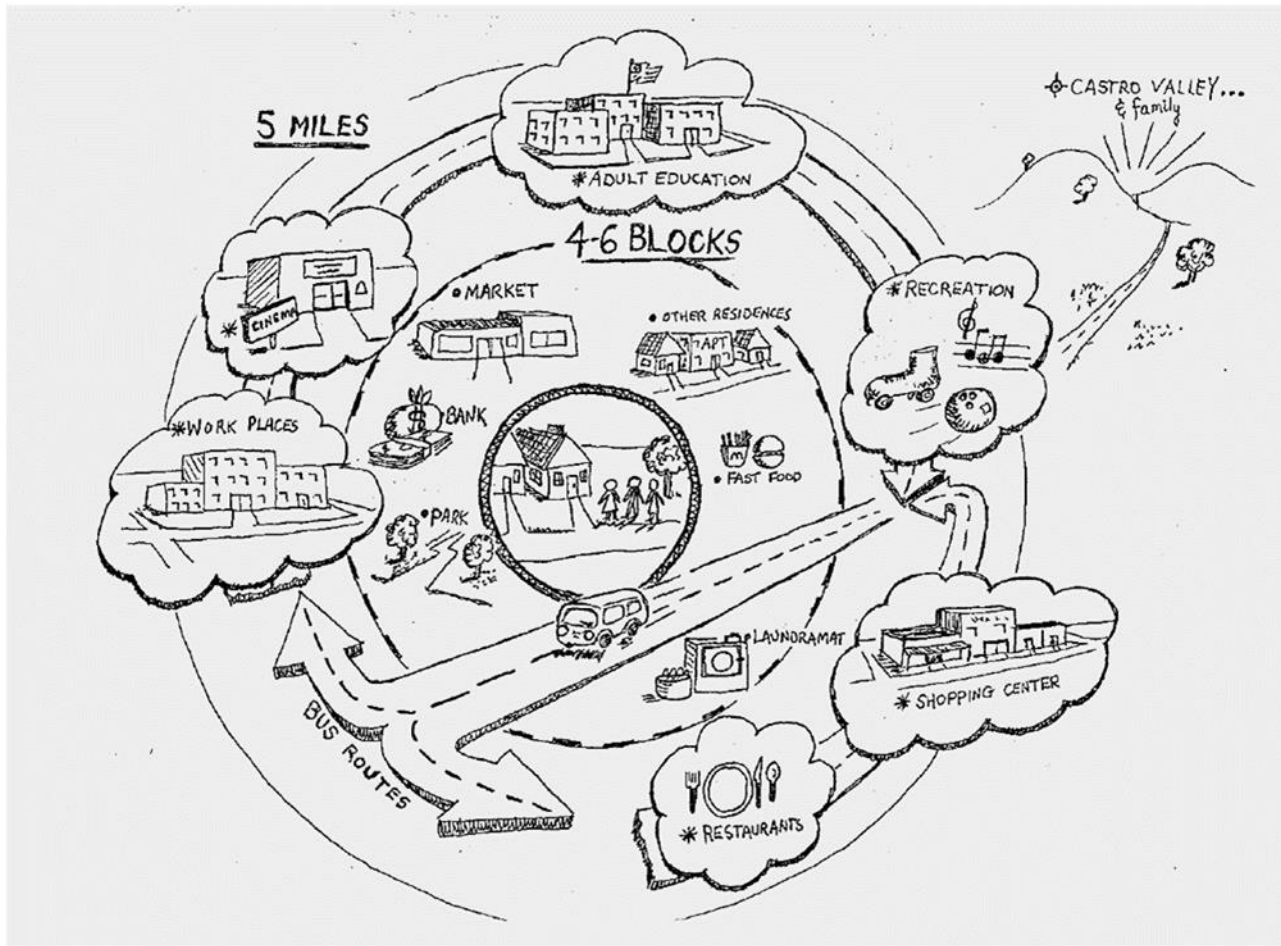 5 MILES
* ADULT EDUCATION
CASTRO VALLEY...
& family
4-6 BLOCKS
* CINEMA
• MARKET
• OTHER RESIDENCES
APT
* RECREATION
* WORK PLACES
$
• BANK
M
• FAST FOOD
• PARK
• LAUNDRAMAT
* SHOPPING CENTER
BUS ROUTES
* RESTAURANTS